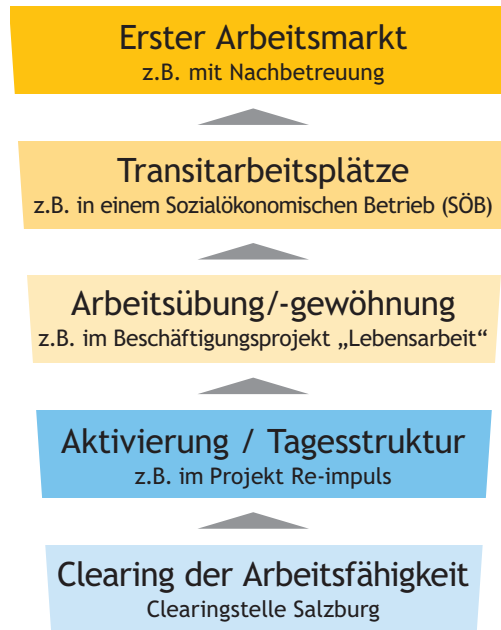 Erster Arbeitsmarkt
z.B. mit Nachbetreuung
Transitarbeitsplätze
z.B. in einem Sozialökonomischen Betrieb (SÖB)
Arbeitsübung/-gewöhnung
z.B. im Beschäftigungsprojekt „Lebensarbeit“
Aktivierung / Tagesstruktur
z.B. im Projekt Re-impuls
Clearing der Arbeitsfähigkeit
Clearingstelle Salzburg